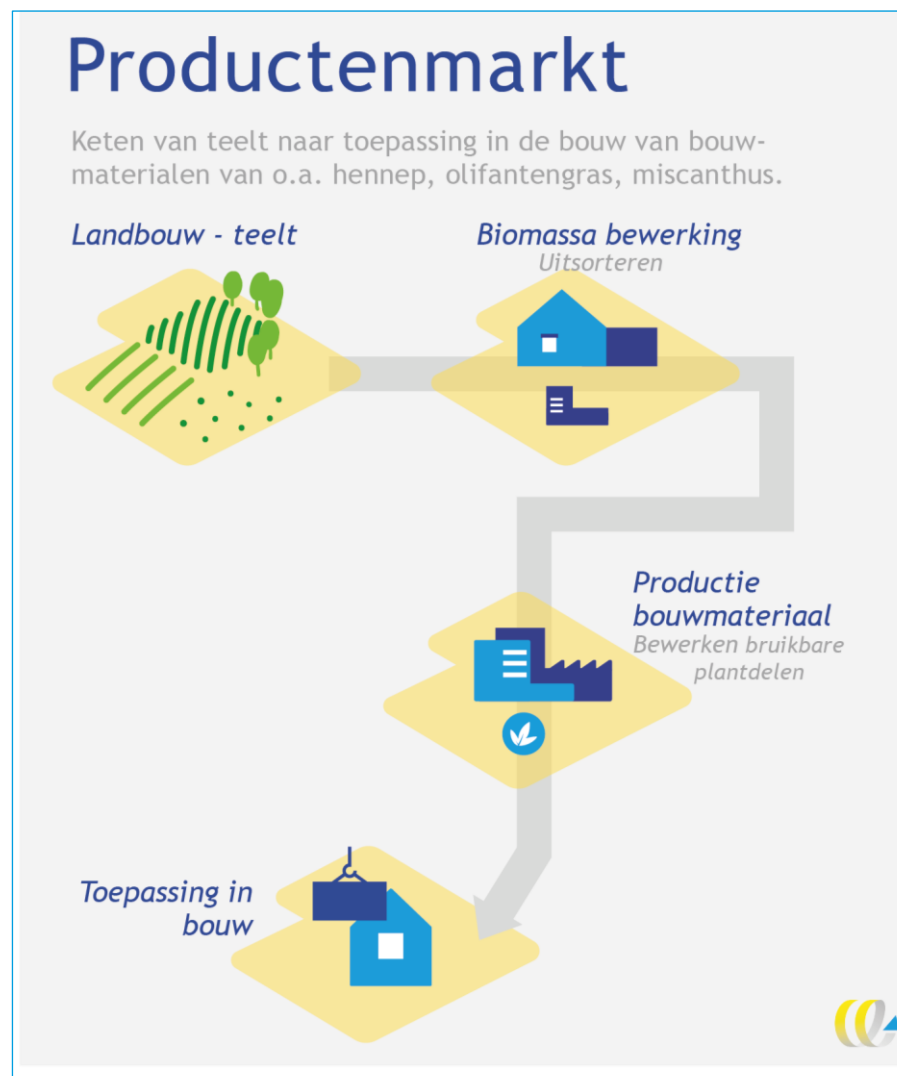 Productenmarkt
Keten van teelt naar toepassing in de bouw van bouw-
materialen van o.a. hennep, olifantengras, miscanthus.
Landbouw - teelt
Biomassa bewerking
Uitsorteren
Productie
bouwmateriaal
Bewerken bruikbare
plantdelen
Toepassing in
bouw